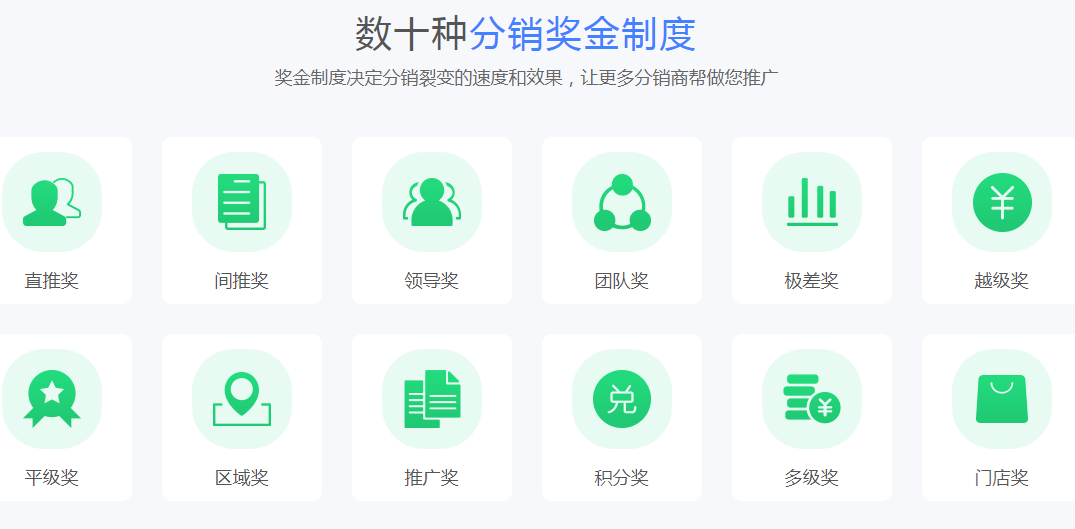 数十种分销奖金制度
奖金制度决定分销裂变的速度和效果，让更多分销商帮做您推广
直推奖 间推奖 领导奖 团队奖 极差奖 越级奖
兑
平级奖 区域奖 推广奖 积分奖 多级奖 门店奖